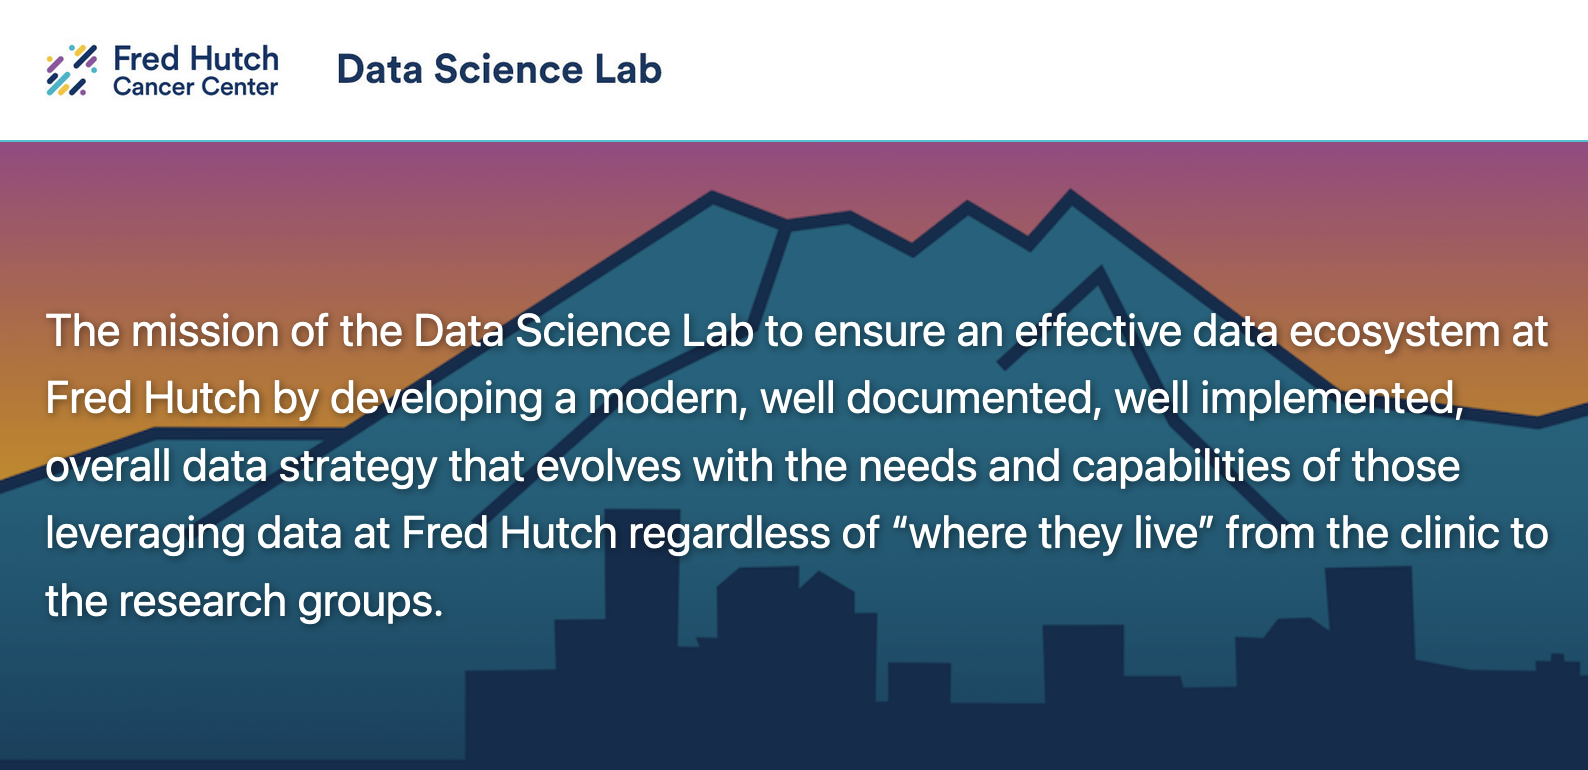 Fred Hutch
Cancer Center
Data Science Lab
The mission of the Data Science Lab to ensure an effective data ecosystem at
Fred Hutch by developing a modern, well documented, well implemented,
overall data strategy that evolves with the needs and capabilities of those
leveraging data at Fred Hutch regardless of “where they live” from the clinic to
the research groups.